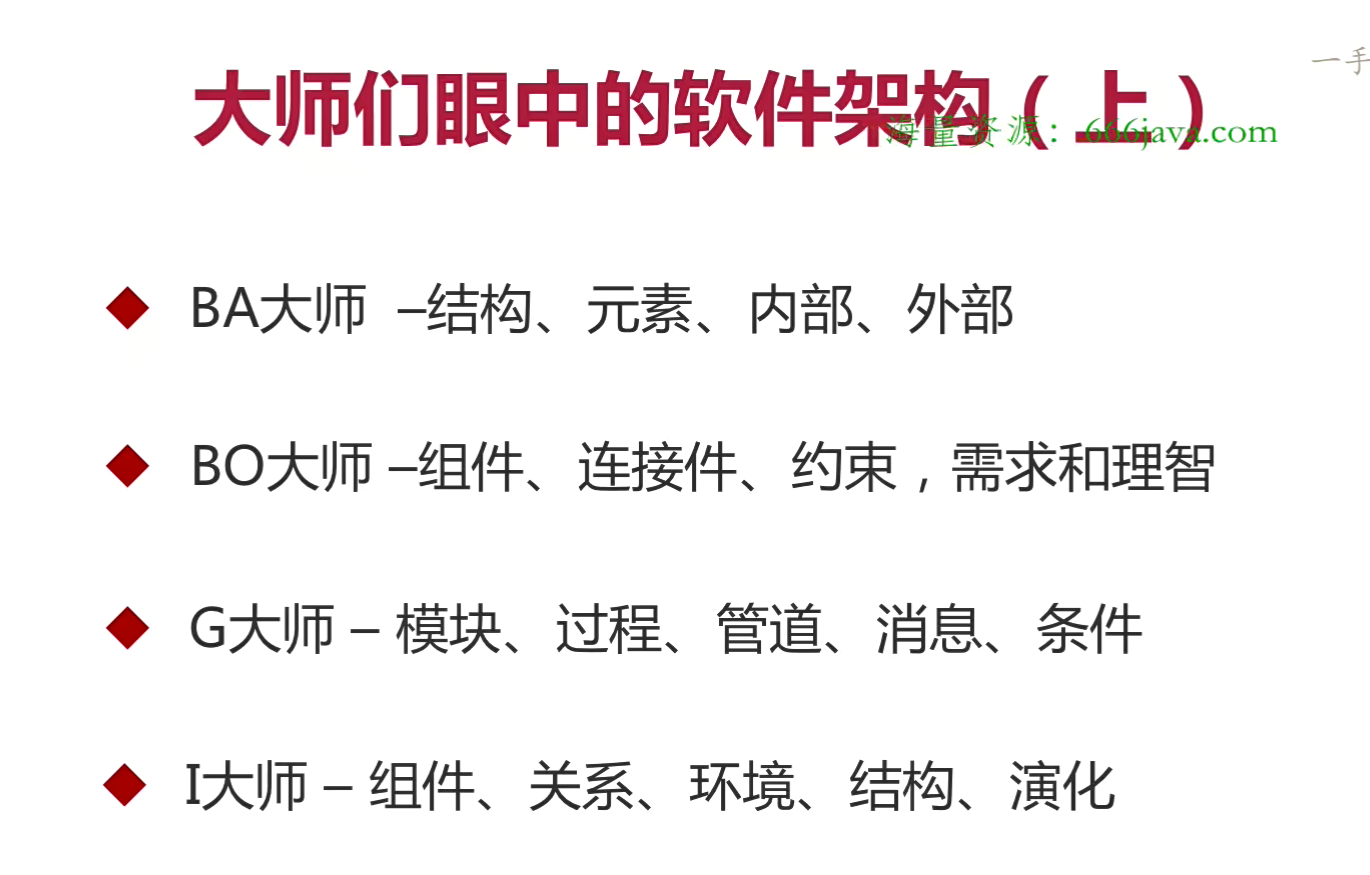 一手
大师们眼中的软件架构（上）
海量资源：666java.com
BA大师 –结构、元素、内部、外部
BO大师 –组件、连接件、约束，需求和理智
G大师 – 模块、过程、管道、消息、条件
I大师 – 组件、关系、环境、结构、演化